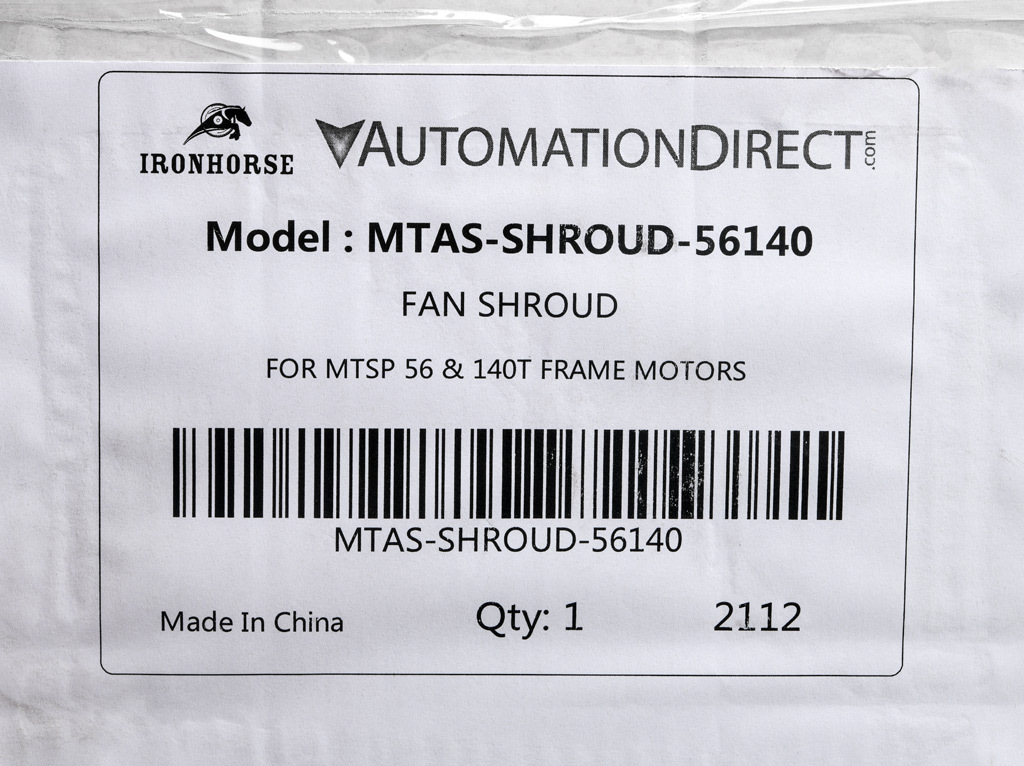 IRONHORSE
AUTOMATIONDIRECT.com
Model : MTAS-SHROUD-56140
FAN SHROUD
FOR MTSP 56 & 140T FRAME MOTORS
MTAS-SHROUD-56140
Made In China Qty: 1 2112